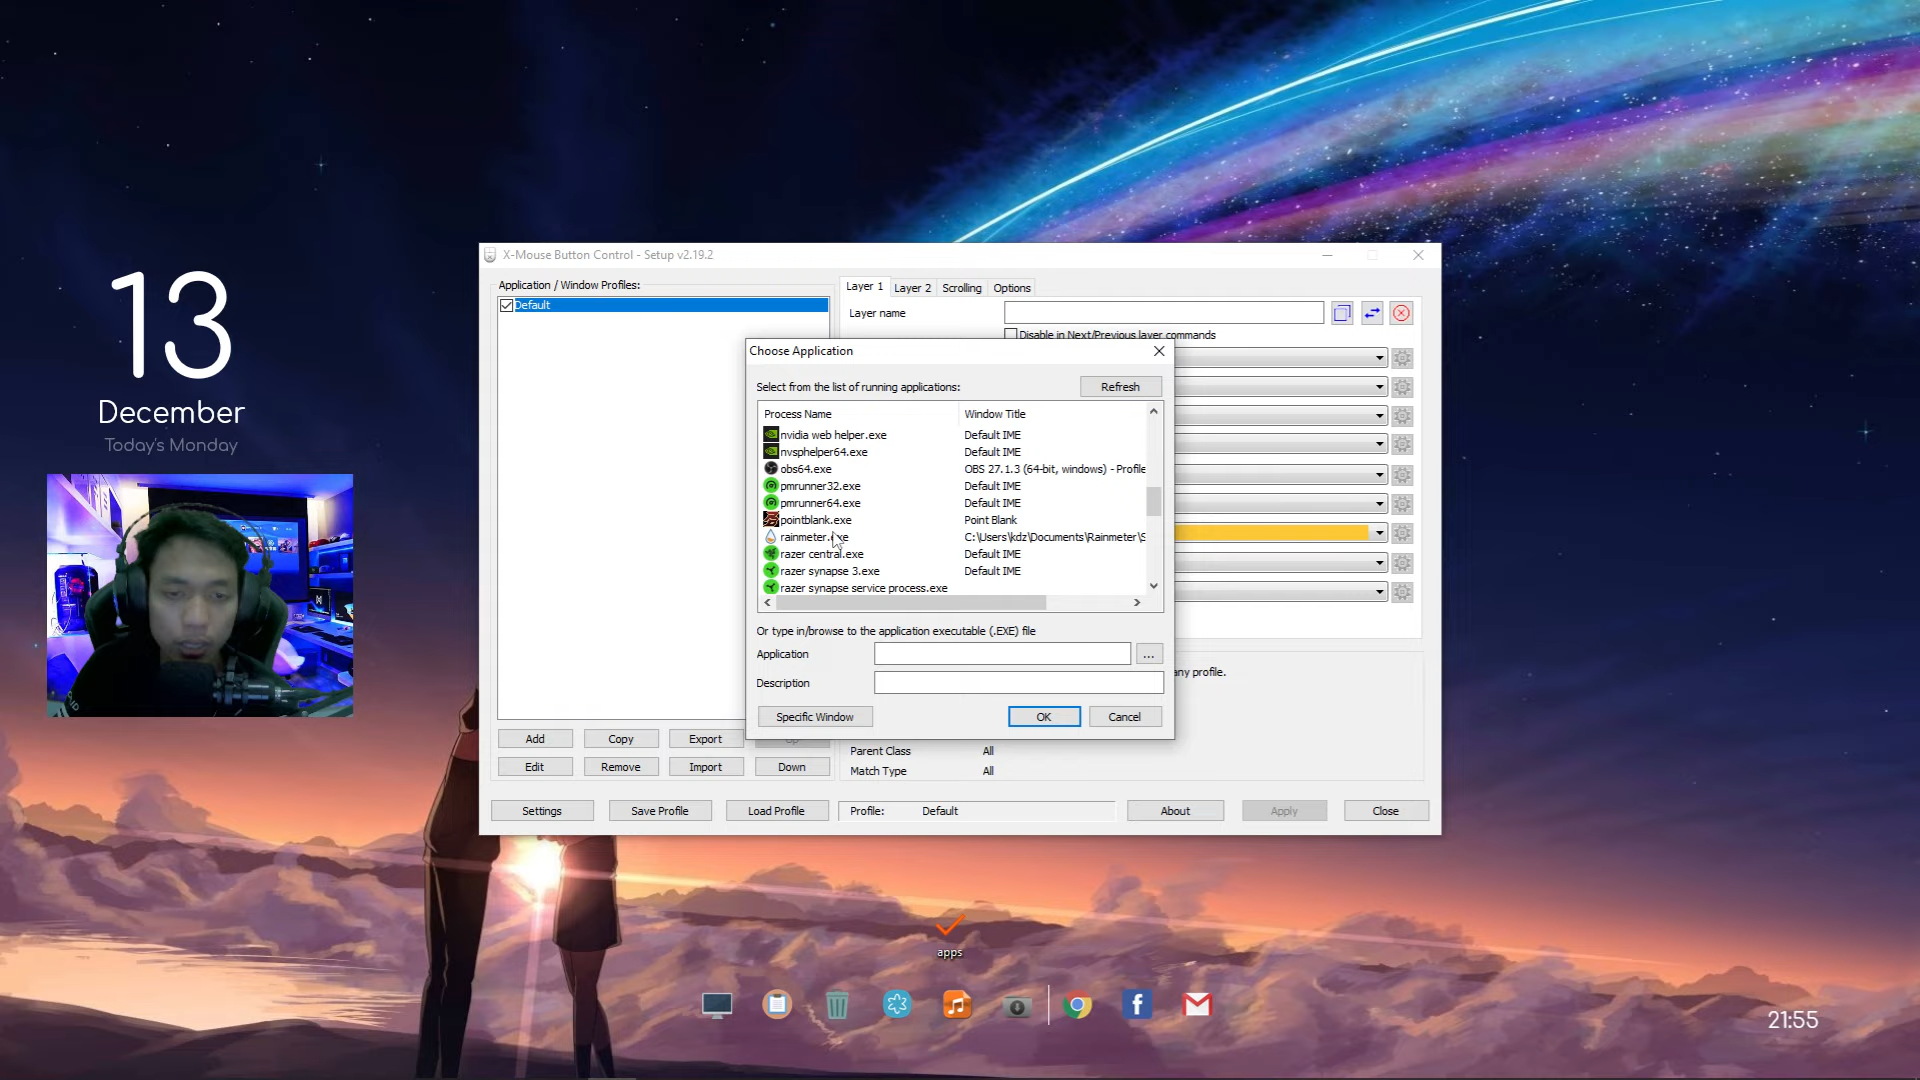 13
December
Today's Monday
X-Mouse Button Control - Setup v2.19.2
Application / Window Profiles:
Default
Layer 1 Layer 2 Scrolling Options
Layer name
Disable in Next/Previous layer commands
Choose Application
Select from the list of running applications:
Refresh
Process Name Window Title
nvidia web helper.exe Default IME
nvsphelper64.exe Default IME
obs64.exe OBS 27.1.3 (64-bit, windows) - Profile
pmrunner32.exe Default IME
pmrunner64.exe Default IME
pointblank.exe Point Blank
rainmeter.exe C:\Users\kdz\Documents\Rainmeter\S
razer central.exe Default IME
razer synapse 3.exe Default IME
razer synapse service process.exe
Or type in/browse to the application executable (.EXE) file
Application ...
Description
Specific Window OK Cancel
any profile.
Add Copy Export
Edit Remove Import Down
Parent Class All
Match Type All
Settings Save Profile Load Profile Profile: Default About Apply Close
apps
21:55